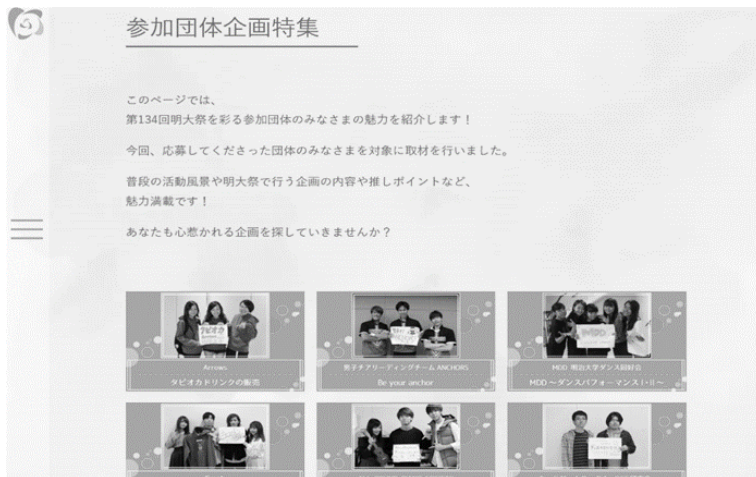 参加団体企画特集
このページでは、
第134回明大祭を彩る参加団体のみなさまの魅力を紹介します！
今回、応募してくださった団体のみなさまを対象に取材を行いました。
普段の活動風景や明大祭で行う企画の内容や推しポイントなど、
魅力満載です！
あなたも心惹かれる企画を探していきませんか？
タピオカ
Arrows
タピオカドリンクの販売
男子チアリーディングチーム ANCHORS
Be your anchor
MDD 明治大学ダンス同好会
MDD ～ダンスパフォーマンスⅠ・Ⅱ～